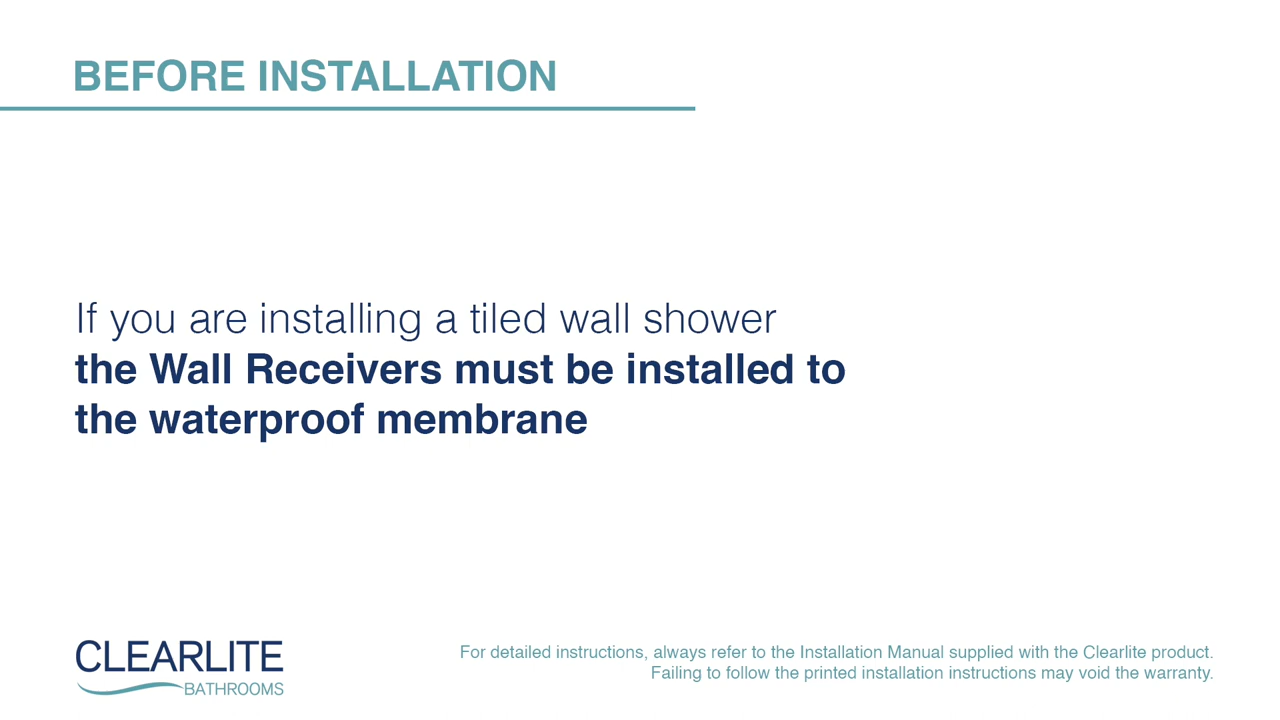 BEFORE INSTALLATION
If you are installing a tiled wall shower
the Wall Receivers must be installed to
the waterproof membrane
CLEARLITE
BATHROOMS
For detailed instructions, always refer to the Installation Manual supplied with the Clearlite product.
Failing to follow the printed installation instructions may void the warranty.